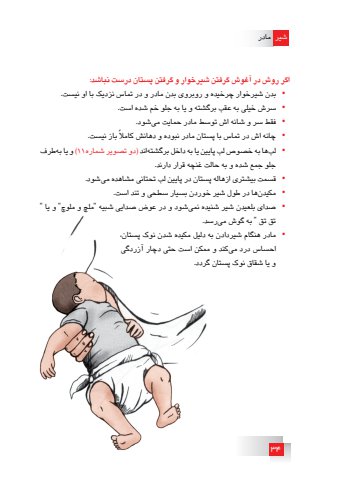 شیر مادر
اگر روش در آغوش گرفتن شیرخوار و گرفتن پستان درست نباشد:
• بدن شیرخوار چرخیده و روبروی بدن مادر و در تماس نزدیک با او نیست.
• سرش خیلی به عقب برگشته و یا به جلو خم شده است.
• فقط سر و شانه اش توسط مادر حمایت می‌شود.
• چانه اش در تماس با پستان مادر نبوده و دهانش کاملاً باز نیست.
• لب‌ها به خصوص لب پایین یا به داخل برگشته‌اند (دو تصویر شماره ۱۱) و یا به‌طرف
جلو جمع شده و به حالت غنچه قرار دارند.
• قسمت بیشتری ازهاله پستان در پایین لب تحتانی مشاهده می‌شود.
• مکیدن‌ها در طول شیر خوردن بسیار سطحی و تند است.
• صدای بلعیدن شیر شنیده نمی‌شود و در عوض صدایی شبیه "ملچ و ملوچ" و یا "
تق تق " به گوش می‌رسد.
• مادر هنگام شیردادن به دلیل مکیده شدن نوک پستان،
احساس درد می‌کند و ممکن است حتی دچار آزردگی
و یا شقاق نوک پستان گردد.
۳۴